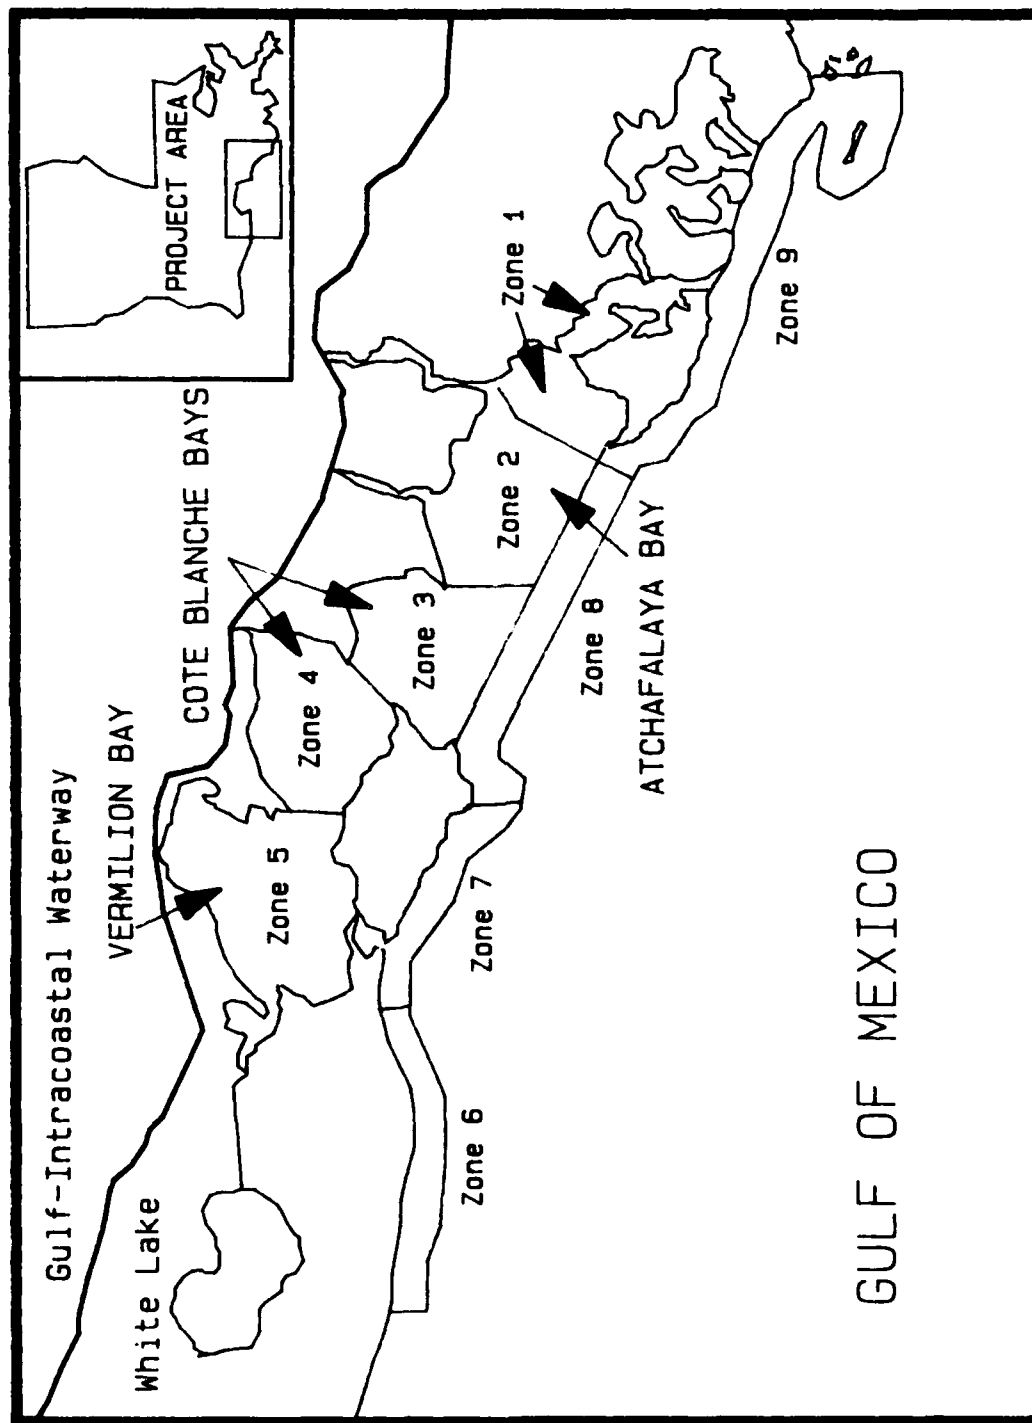 Gulf-Intracoastal Waterway
VERMILION BAY
COTE BLANCHE BAYS
PROJECT AREA
White Lake
Zone 5
Zone 4
Zone 3
Zone 2
Zone 1
Zone 6
Zone 7
Zone 8
Zone 9
ATCHAFALAYA BAY
GULF OF MEXICO